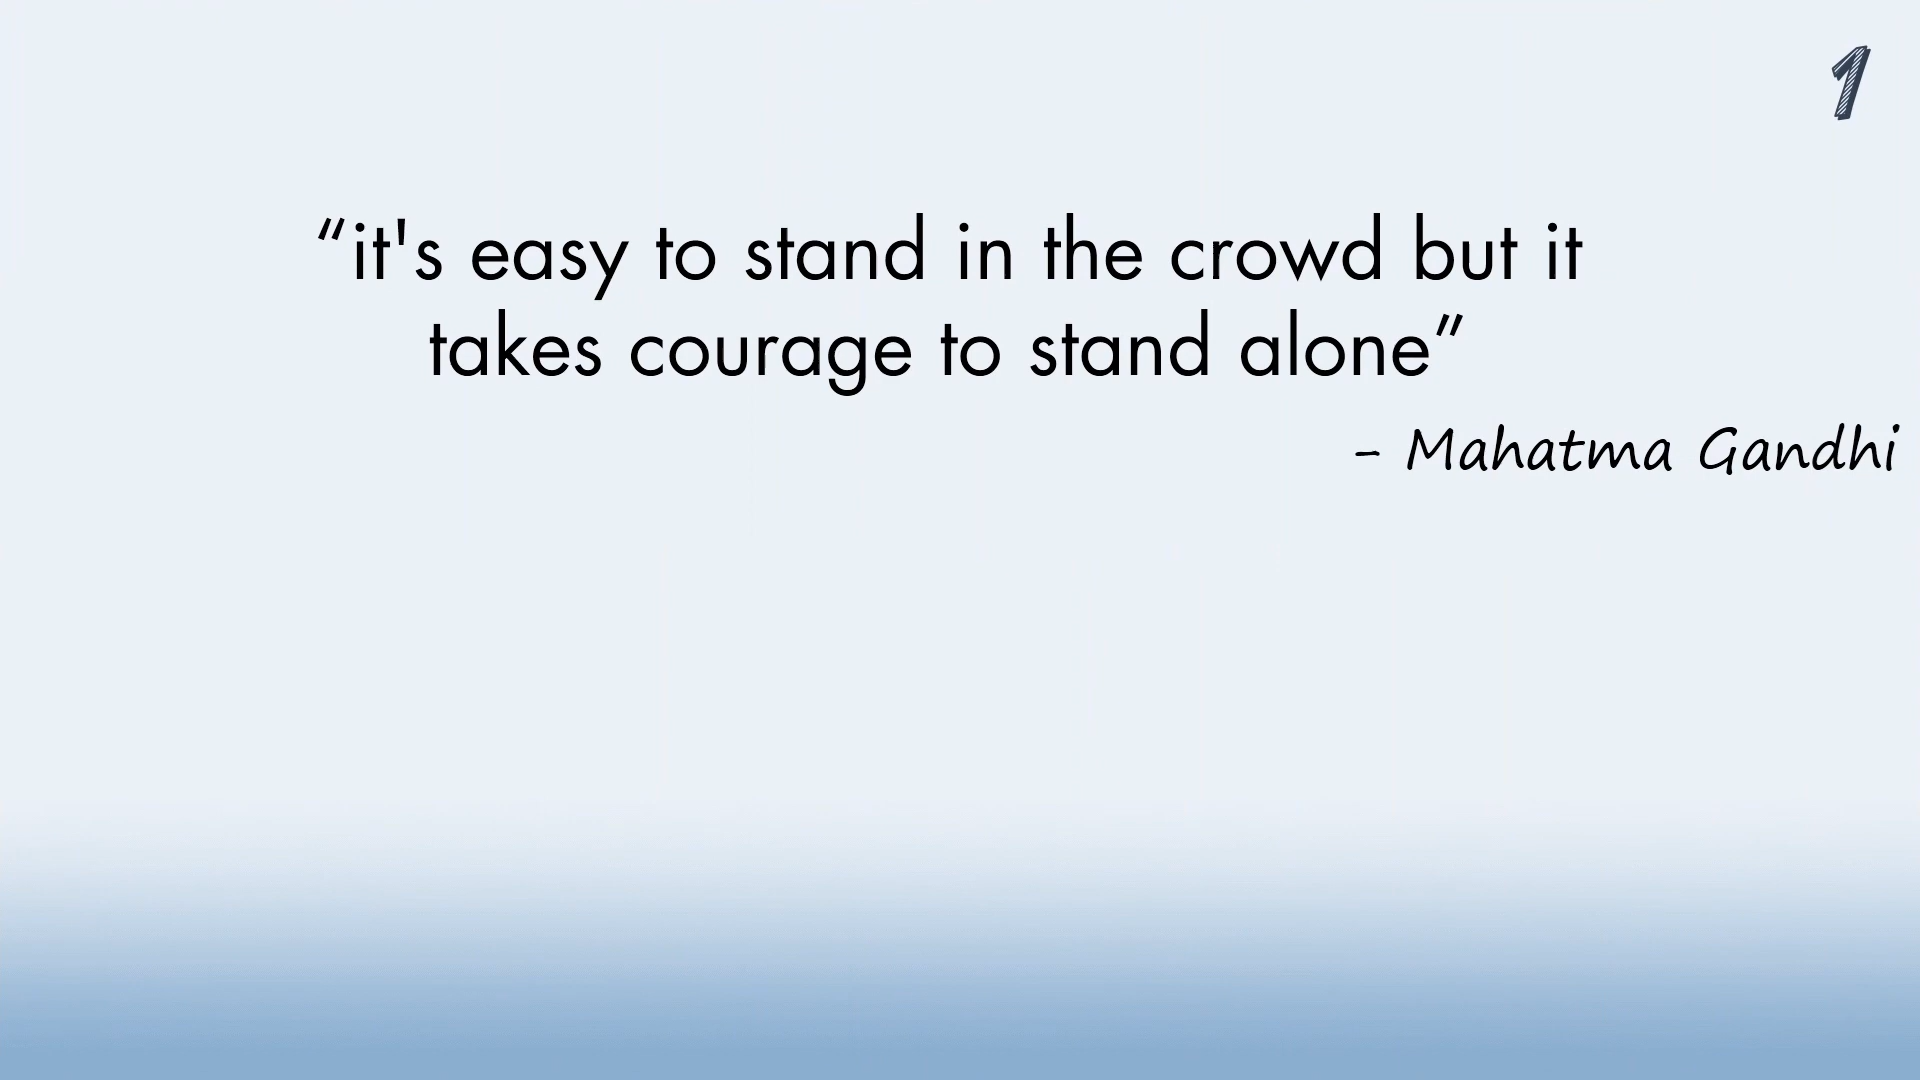 1
“it's easy to stand in the crowd but it
takes courage to stand alone”
- Mahatma Gandhi